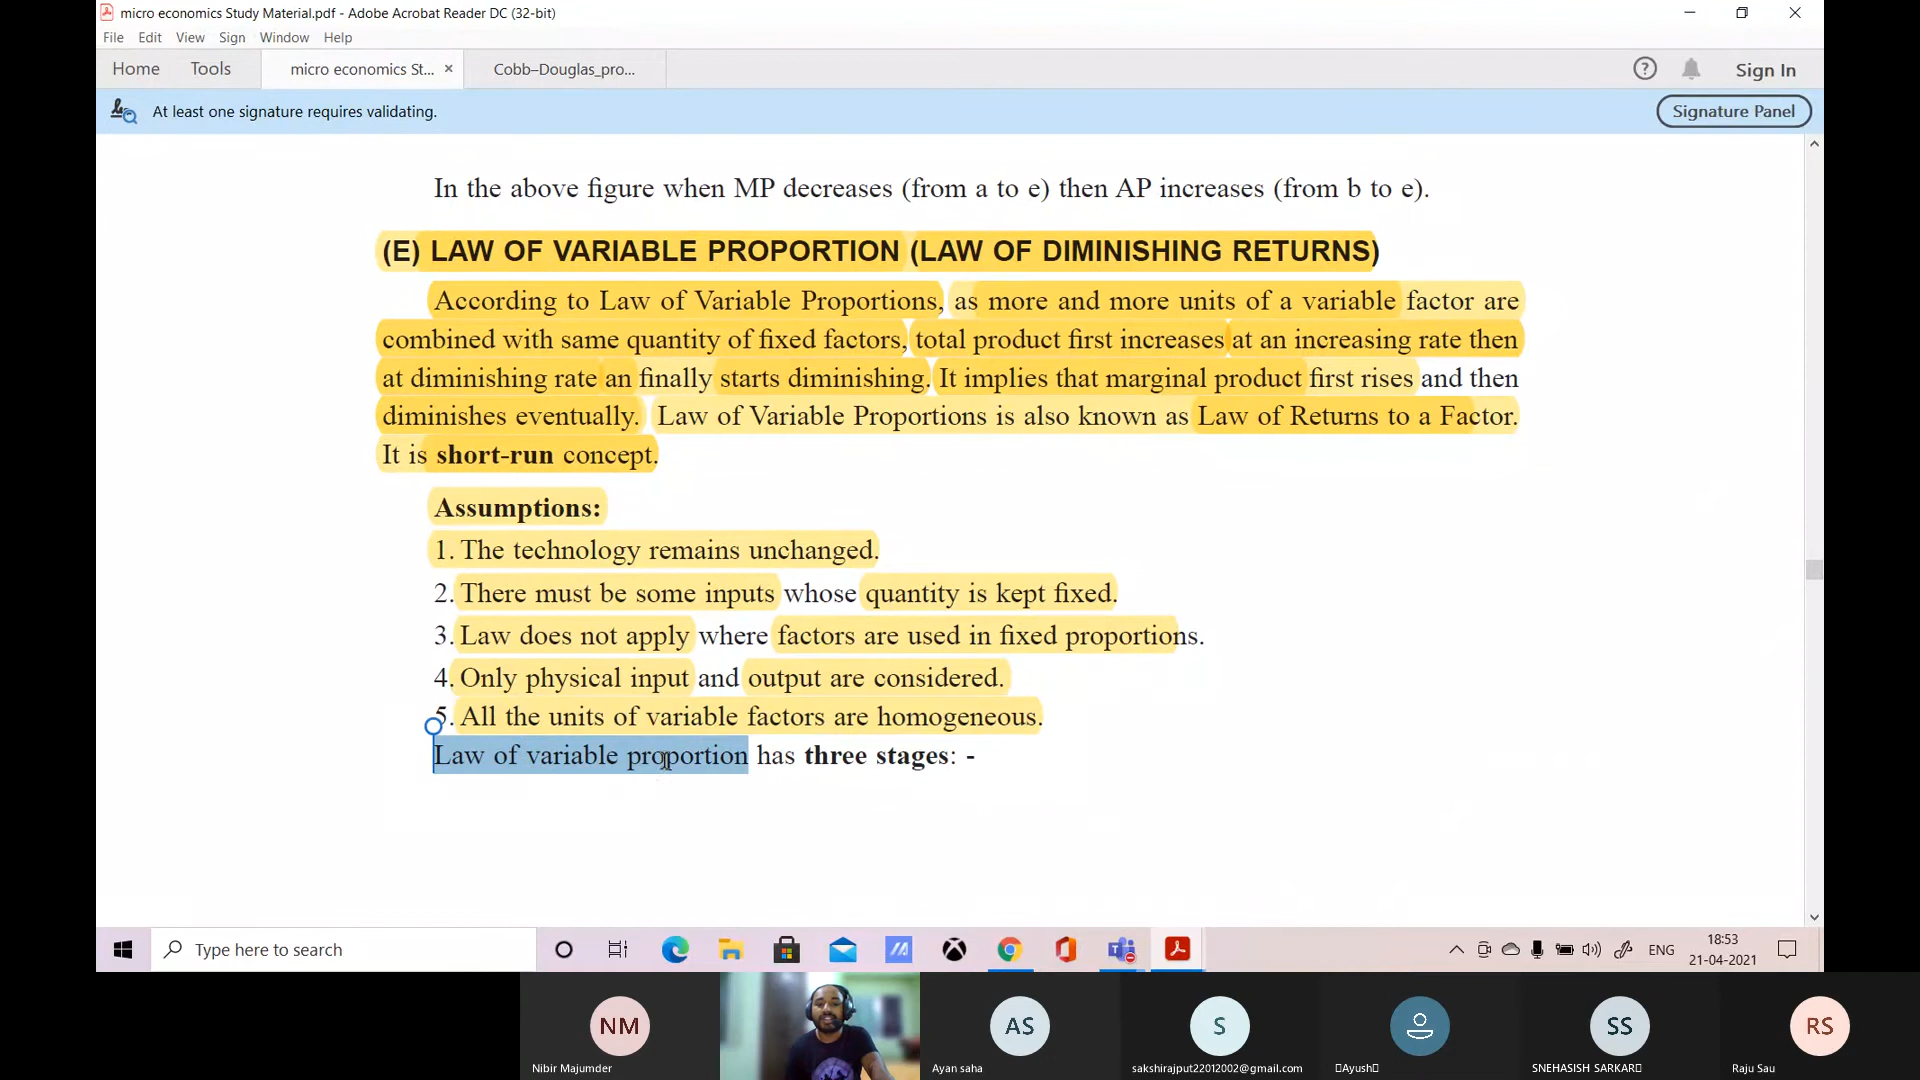 micro economics Study Material.pdf - Adobe Acrobat Reader DC (32-bit)
File Edit View Sign Window Help
Home Tools micro economics St... × Cobb–Douglas_pro... Sign In
At least one signature requires validating. Signature Panel
In the above figure when MP decreases (from a to e) then AP increases (from b to e).
(E) LAW OF VARIABLE PROPORTION (LAW OF DIMINISHING RETURNS)
According to Law of Variable Proportions, as more and more units of a variable factor are
combined with same quantity of fixed factors, total product first increases at an increasing rate then
at diminishing rate an finally starts diminishing. It implies that marginal product first rises and then
diminishes eventually. Law of Variable Proportions is also known as Law of Returns to a Factor.
It is short-run concept.
Assumptions:
1. The technology remains unchanged.
2. There must be some inputs whose quantity is kept fixed.
3. Law does not apply where factors are used in fixed proportions.
4. Only physical input and output are considered.
5. All the units of variable factors are homogeneous.
Law of variable proportion has three stages: -
Type here to search
ENG
18:53
21-04-2021
NM
AS
S
SS
RS
Nibir Majumder
Ayan saha
sakshirajput22012002@gmail.com
Ayush
SNEHASISH SARKAR
Raju Sau